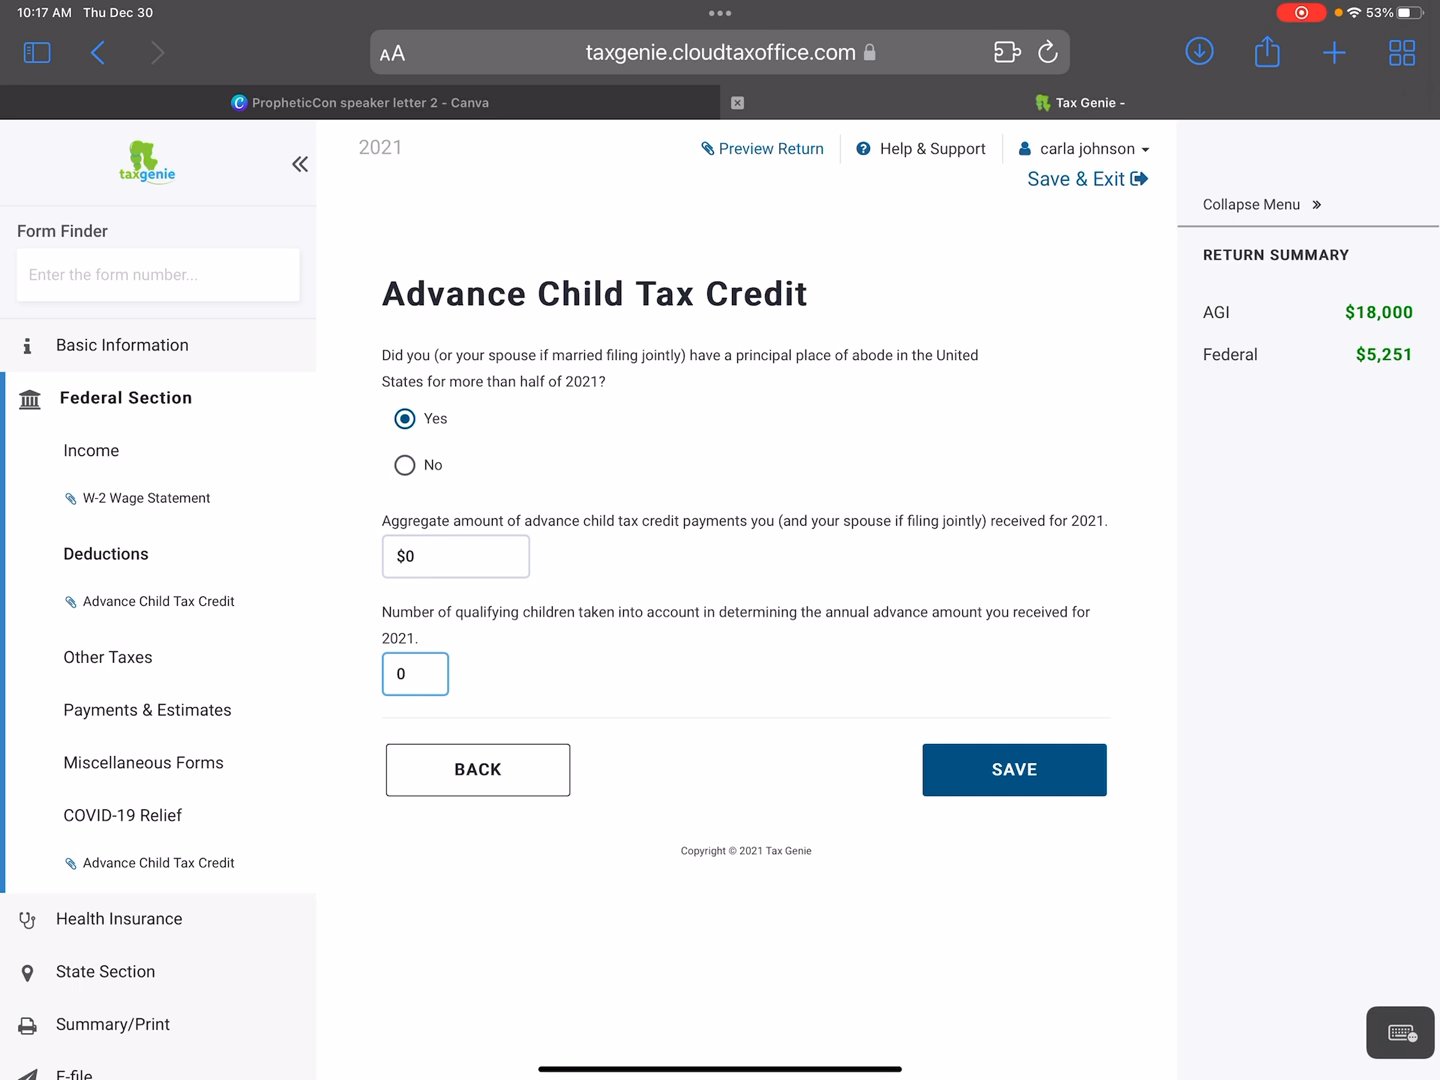 10:17 AM Thu Dec 30
53%
AA
taxgenie.cloudtaxoffice.com
C PropheticCon speaker letter 2 - Canva
Tax Genie -
taxgenie
2021
Preview Return
? Help & Support
carla johnson
Save & Exit
Collapse Menu »
Form Finder
Enter the form number...
RETURN SUMMARY
AGI $18,000
Federal $5,251
Basic Information
Federal Section
Income
W-2 Wage Statement
Deductions
Advance Child Tax Credit
Other Taxes
Payments & Estimates
Miscellaneous Forms
COVID-19 Relief
Advance Child Tax Credit
Health Insurance
State Section
Summary/Print
E-file
Advance Child Tax Credit
Did you (or your spouse if married filing jointly) have a principal place of abode in the United
States for more than half of 2021?
Yes
No
Aggregate amount of advance child tax credit payments you (and your spouse if filing jointly) received for 2021.
$0
Number of qualifying children taken into account in determining the annual advance amount you received for
2021.
0
BACK
SAVE
Copyright © 2021 Tax Genie